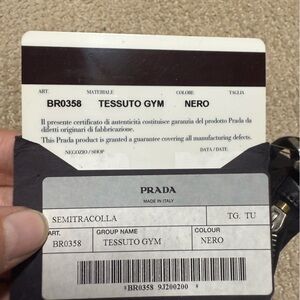 ART. MATERIALE COLORE TAGLIA
BR0358 TESSUTO GYM NERO
Il presente certificato di autenticità costituisce garanzia del prodotto Prada da
difetti originari di fabbricazione.
This Prada product is granted a guarantee covering all manufacturing defects.
NEGOZIO / SHOP DATA / DATE
PRADA
MADE IN ITALY
SEMITRACOLLA TG. TU
ART. GROUP NAME COLOUR
BR0358 TESSUTO GYM NERO
*BR0358 9J200200 *